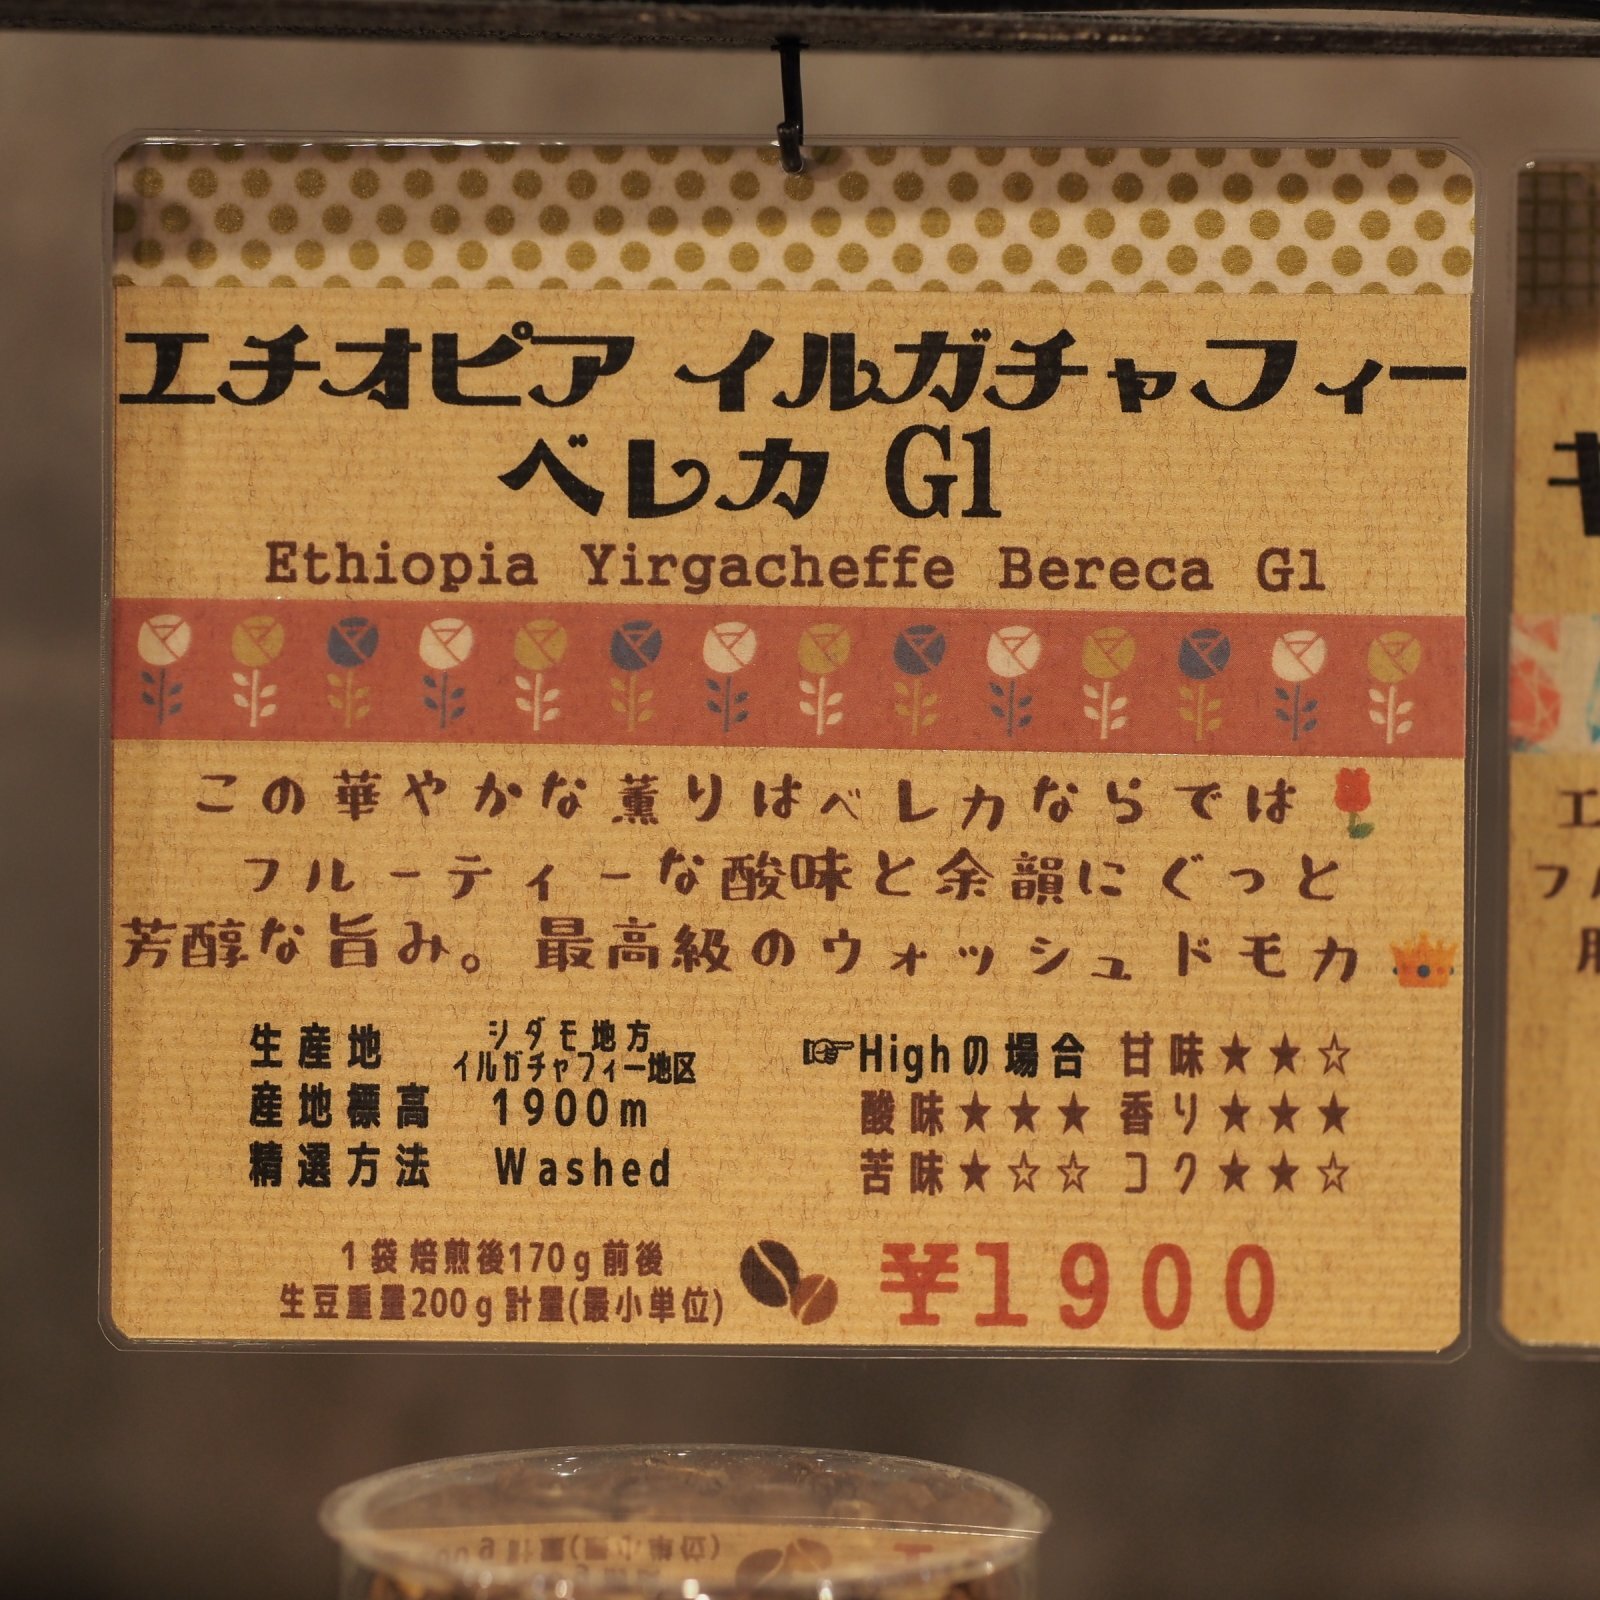 エチオピア イルガチャフィー
ベレカ G1
Ethiopia Yirgacheffe Bereca G1
この華やかな薫りはベレカならでは
フルーティーな酸味と余韻にぐっと
芳醇な旨み。最高級のウォッシュドモカ
生産地 シダモ地方
イルガチャフィー地区
産地標高 1900m
精選方法 Washed
☞Highの場合 甘味★★☆
酸味★★★ 香り★★★
苦味★☆☆ コク★★☆
1袋焙煎後170g前後
生豆重量200g計量(最小単位)
¥1900